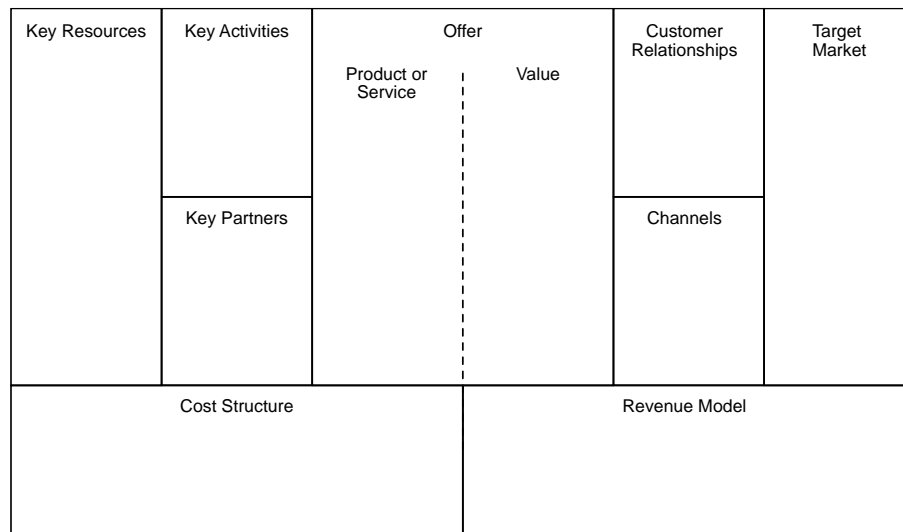 Key Resources
Key Activities
Offer
Customer
Relationships
Target
Market
Product or
Service
Value
Key Partners
Channels
Cost Structure
Revenue Model